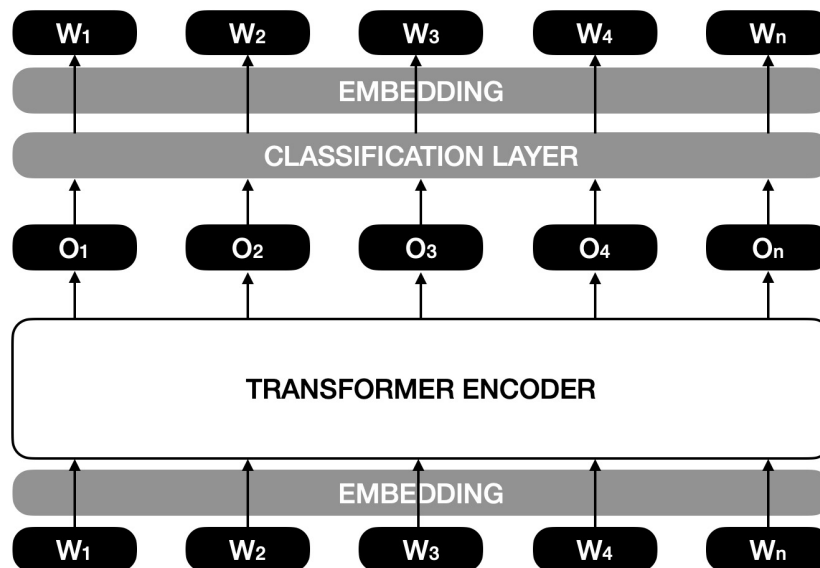 W1 W2 W3 W4 Wn
EMBEDDING
CLASSIFICATION LAYER
O1 O2 O3 O4 On
TRANSFORMER ENCODER
EMBEDDING
W1 W2 W3 W4 Wn